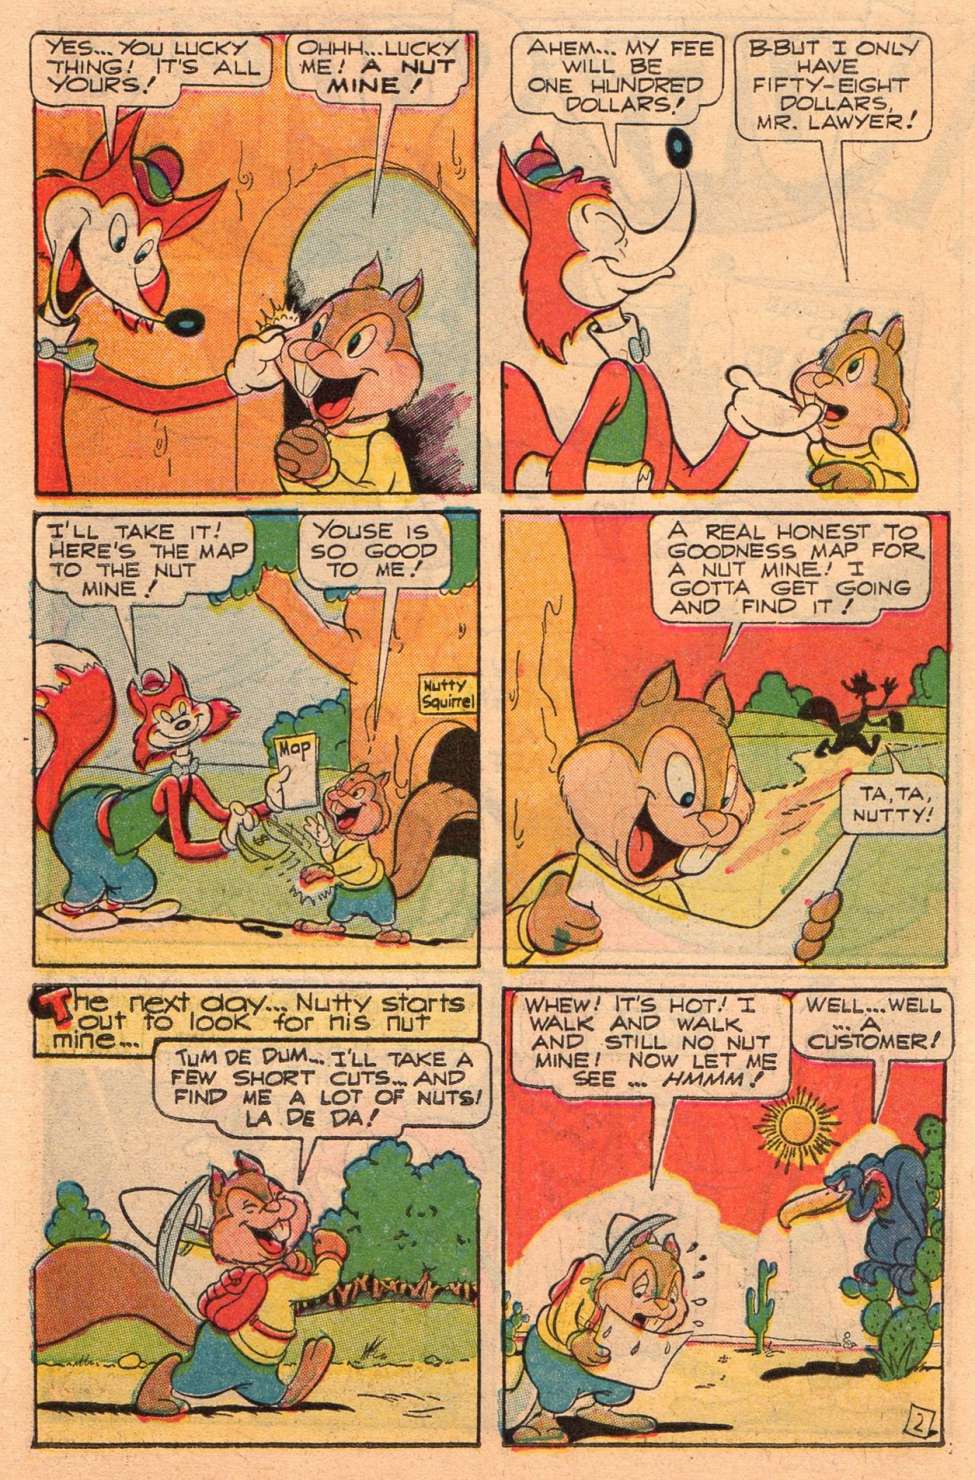 YES... YOU LUCKY
THING! IT'S ALL
YOURS!
OHHH...LUCKY
ME! A NUT
MINE!
AHEM... MY FEE
WILL BE
ONE HUNDRED
DOLLARS!
B-BUT I ONLY
HAVE
FIFTY-EIGHT
DOLLARS,
MR. LAWYER!
I'LL TAKE IT!
HERE'S THE MAP
TO THE NUT
MINE!
YOUSE IS
SO GOOD
TO ME!
Nutty
Squirrel
Map
A REAL HONEST TO
GOODNESS MAP FOR
A NUT MINE! I
GOTTA GET GOING
AND FIND IT!
TA, TA,
NUTTY!
The next day... Nutty starts
out to look for his nut
mine...
TUM DE DUM... I'LL TAKE A
FEW SHORT CUTS... AND
FIND ME A LOT OF NUTS!
LA DE DA!
WHEW! IT'S HOT! I
WALK AND WALK
AND STILL NO NUT
MINE! NOW LET ME
SEE ... HMMM!
WELL...WELL
... A
CUSTOMER!
2